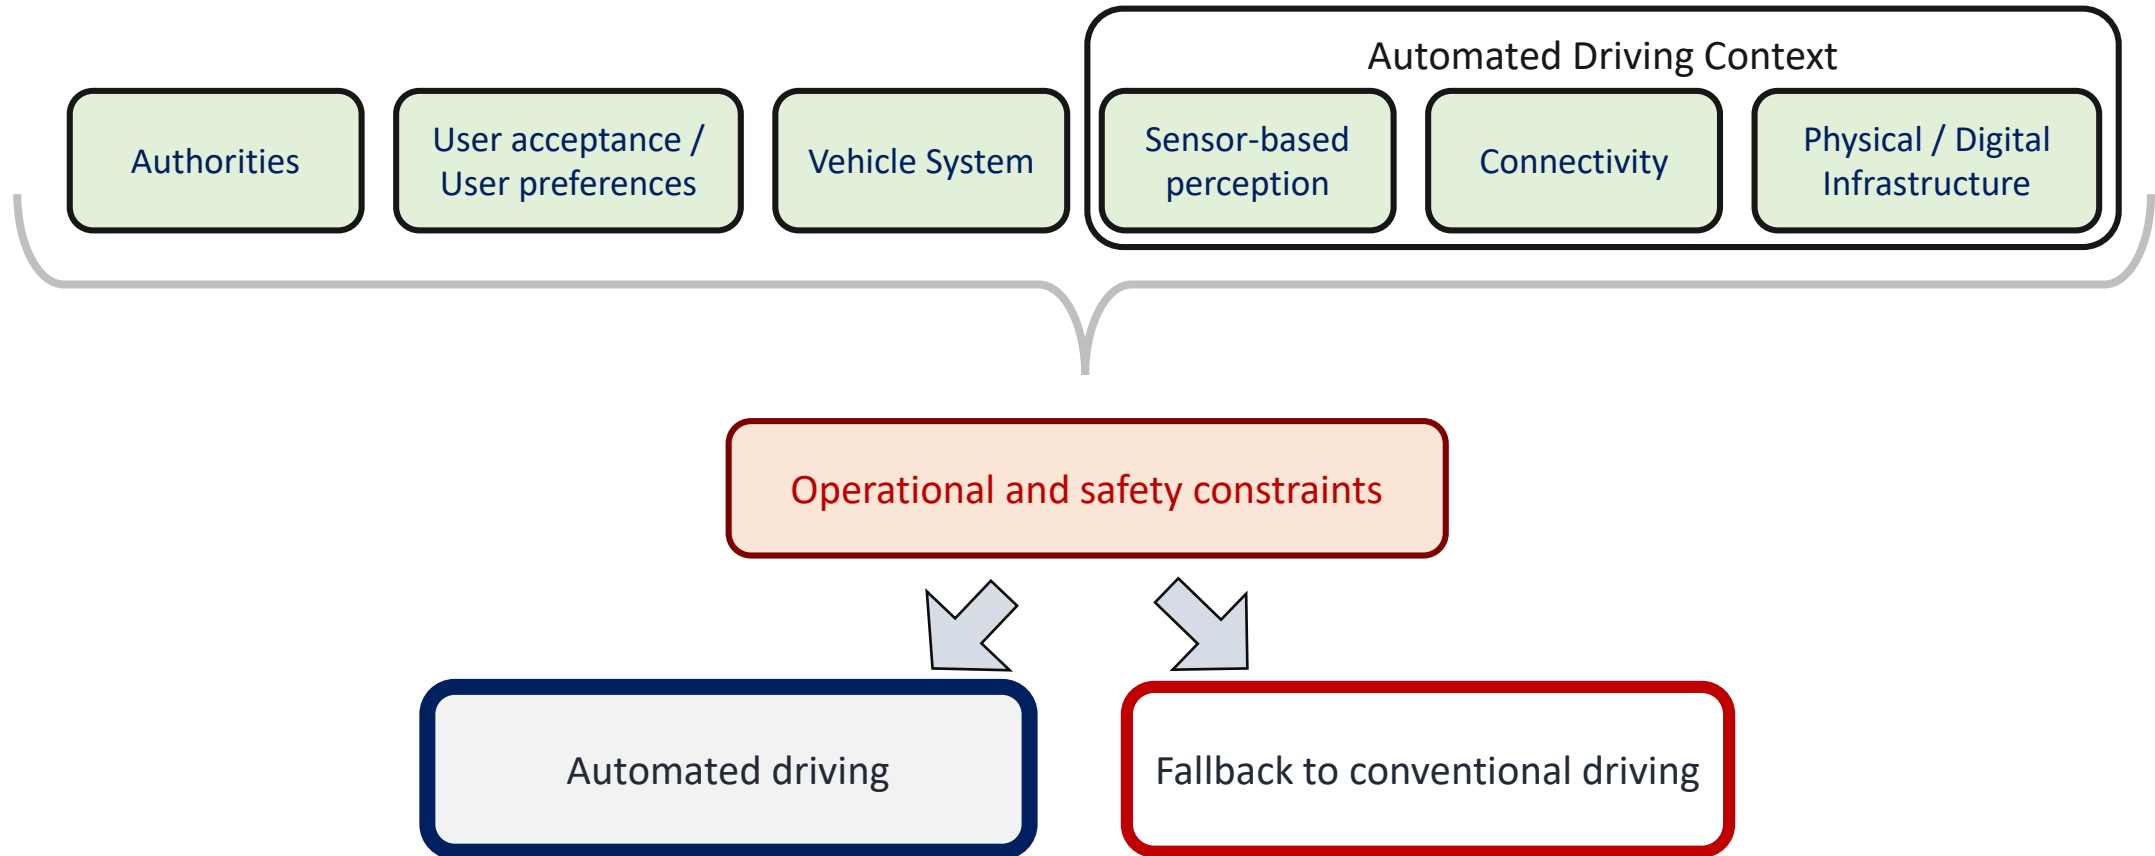 Automated Driving Context
Authorities
User acceptance /
User preferences
Vehicle System
Sensor-based
perception
Connectivity
Physical / Digital
Infrastructure
Operational and safety constraints
Automated driving
Fallback to conventional driving